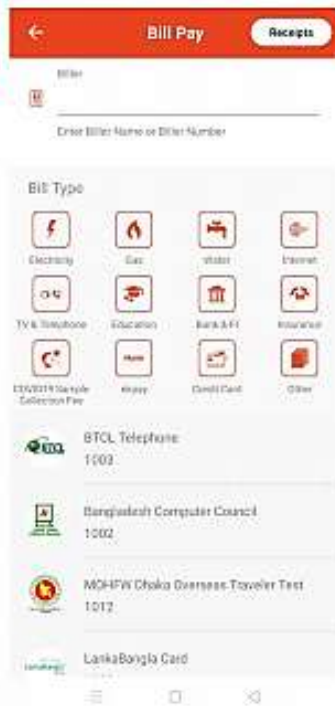 Bill Pay
Receipts
Biller
Enter Biller Name or Biller Number
Bill Type
Electricity
Gas
Water
Internet
TV & Telephone
Education
Bank & FI
Insurance
COVID19 Sample
Collection Fee
Credit Card
Other
BTCL Telephone
1003
Bangladesh Computer Council
1002
MOHFW Dhaka Overseas Traveler Test
1012
LankaBangla Card